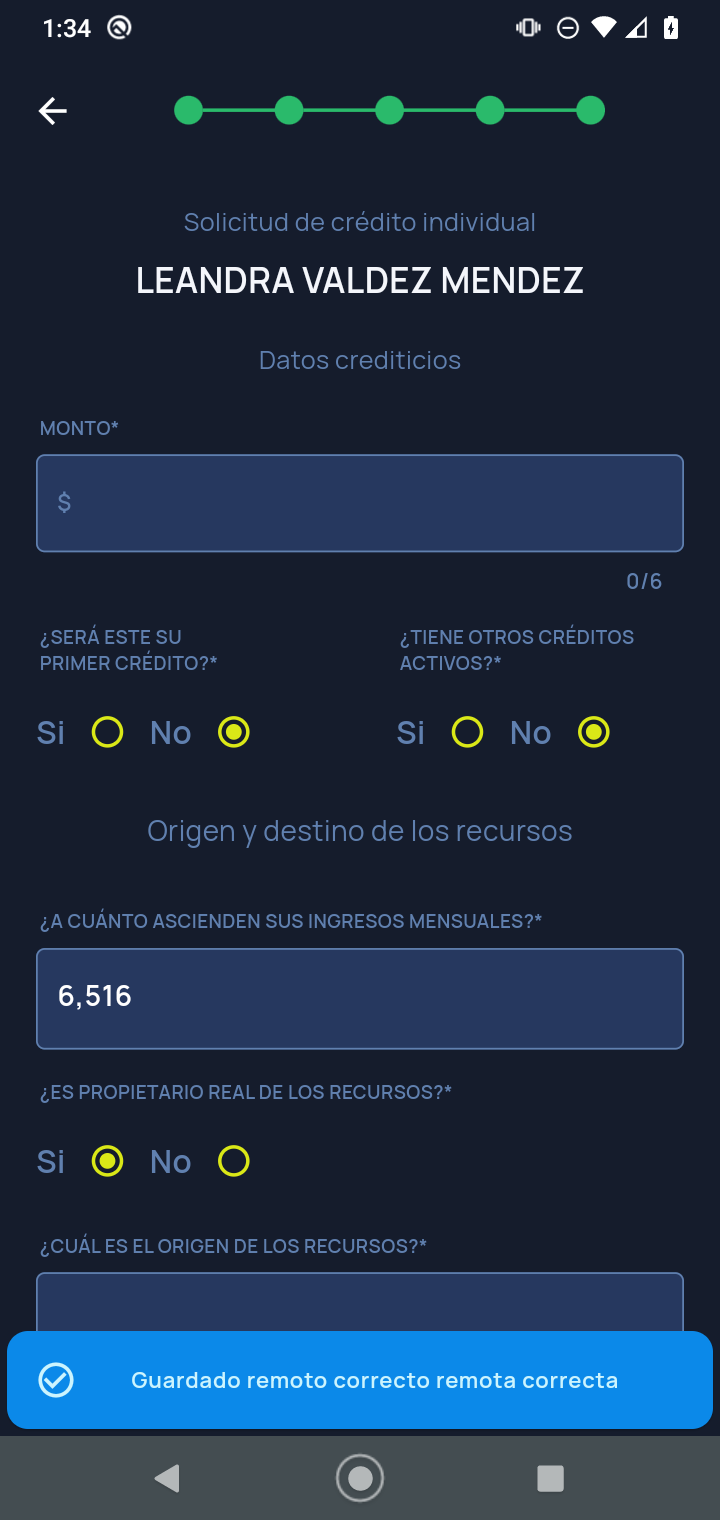 1:34
Solicitud de crédito individual
LEANDRA VALDEZ MENDEZ
Datos crediticios
MONTO*
$
0/6
¿SERÁ ESTE SU
PRIMER CRÉDITO?*
Si No
¿TIENE OTROS CRÉDITOS
ACTIVOS?*
Si No
Origen y destino de los recursos
¿A CUÁNTO ASCIENDEN SUS INGRESOS MENSUALES?*
6,516
¿ES PROPIETARIO REAL DE LOS RECURSOS?*
Si No
¿CUÁL ES EL ORIGEN DE LOS RECURSOS?*
Guardado remoto correcto remota correcta